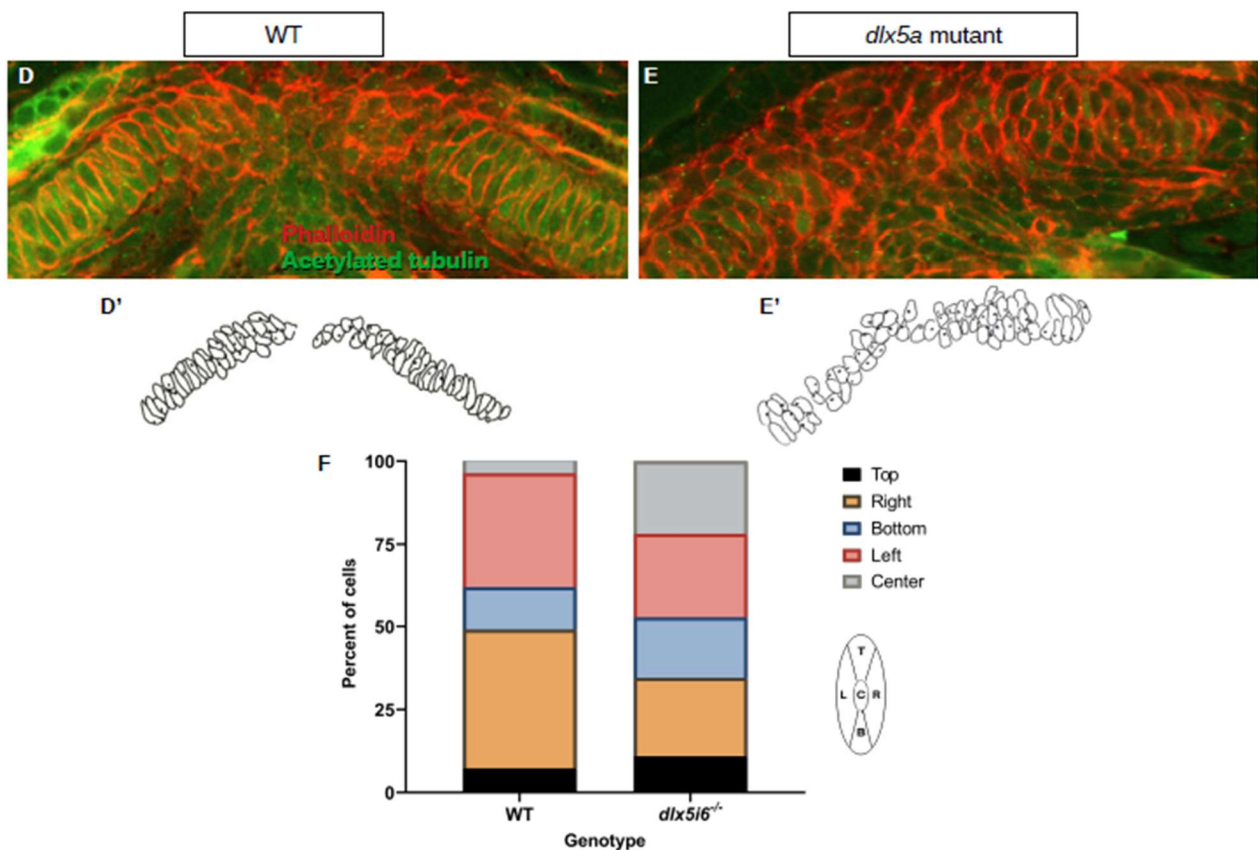 WT
dlx5a mutant
D
E
Phalloidin
Acetylated tubulin
D’
E’
F
100
75
50
25
0
Percent of cells
WT
dlx5i6-/-
Genotype
Top
Right
Bottom
Left
Center
T
L C R
B